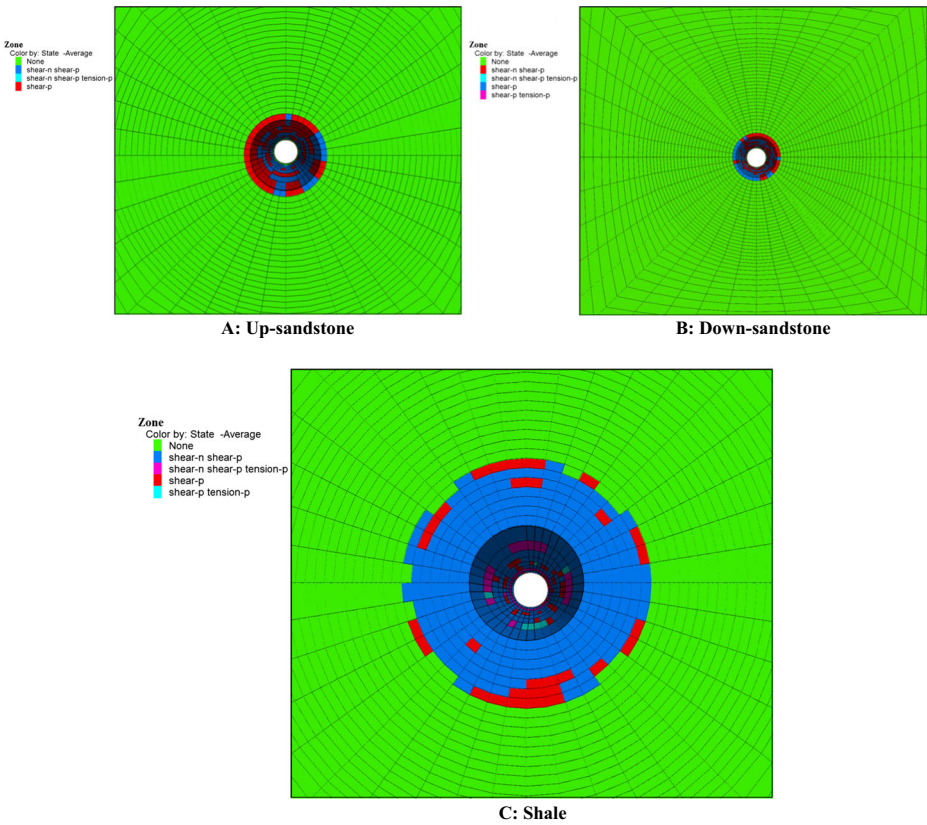 Zone
Color by: State -Average
None
shear-n shear-p
shear-n shear-p tension-p
shear-p
A: Up-sandstone
Zone
Color by: State -Average
None
shear-n shear-p
shear-n shear-p tension-p
shear-p
shear-p tension-p
B: Down-sandstone
Zone
Color by: State -Average
None
shear-n shear-p
shear-n shear-p tension-p
shear-p
shear-p tension-p
C: Shale